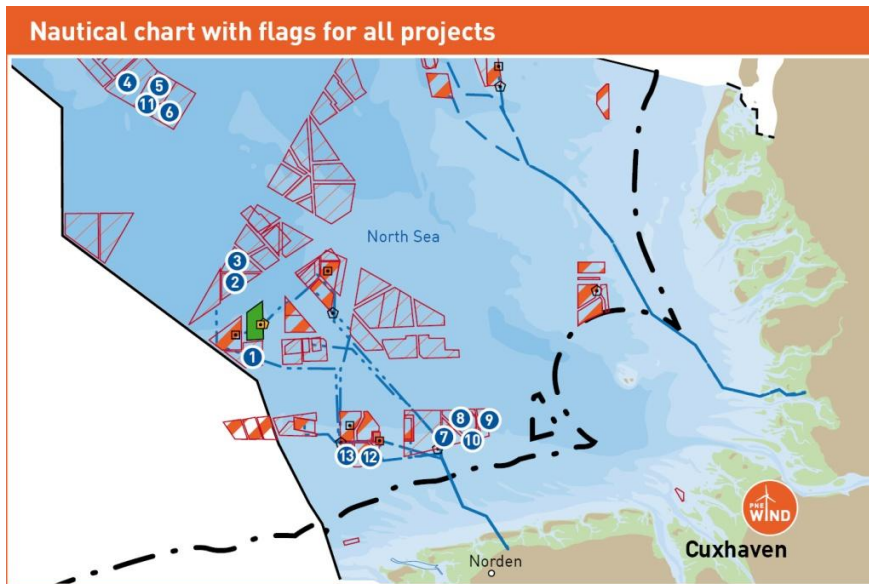 Nautical chart with flags for all projects
4
5
11
6
North Sea
3
2
1
8
9
7
10
13
12
PNE
WIND
Cuxhaven
Norden